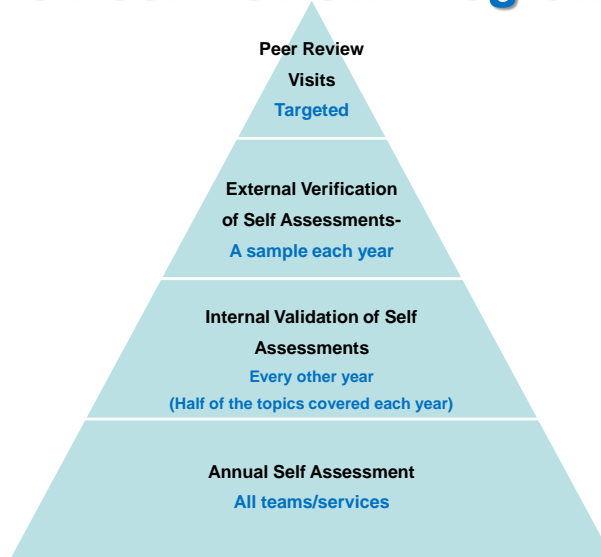 Peer Review
Visits
Targeted
External Verification
of Self Assessments-
A sample each year
Internal Validation of Self
Assessments
Every other year
(Half of the topics covered each year)
Annual Self Assessment
All teams/services